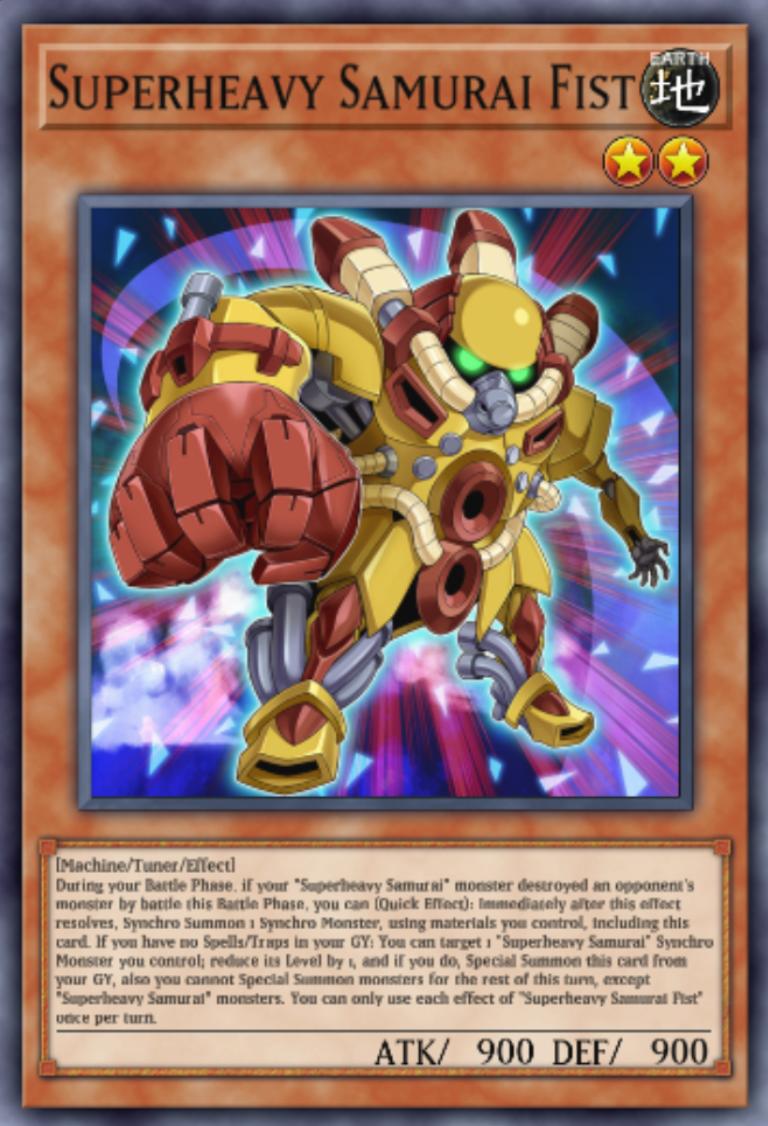 SUPERHEAVY SAMURAI FIST
EARTH
地
[Machine/Tuner/Effect]
During your Battle Phase, if your "Superheavy Samurai" monster destroyed an opponent's
monster by battle this Battle Phase, you can (Quick Effect): Immediately after this effect
resolves, Synchro Summon 1 Synchro Monster, using materials you control, including this
card. If you have no Spells/Traps in your GY: You can target 1 "Superheavy Samurai" Synchro
Monster you control; reduce its Level by 1, and if you do, Special Summon this card from
your GY, also you cannot Special Summon monsters for the rest of this turn, except
"Superheavy Samurai" monsters. You can only use each effect of "Superheavy Samurai Fist"
once per turn.
ATK/ 900 DEF/ 900